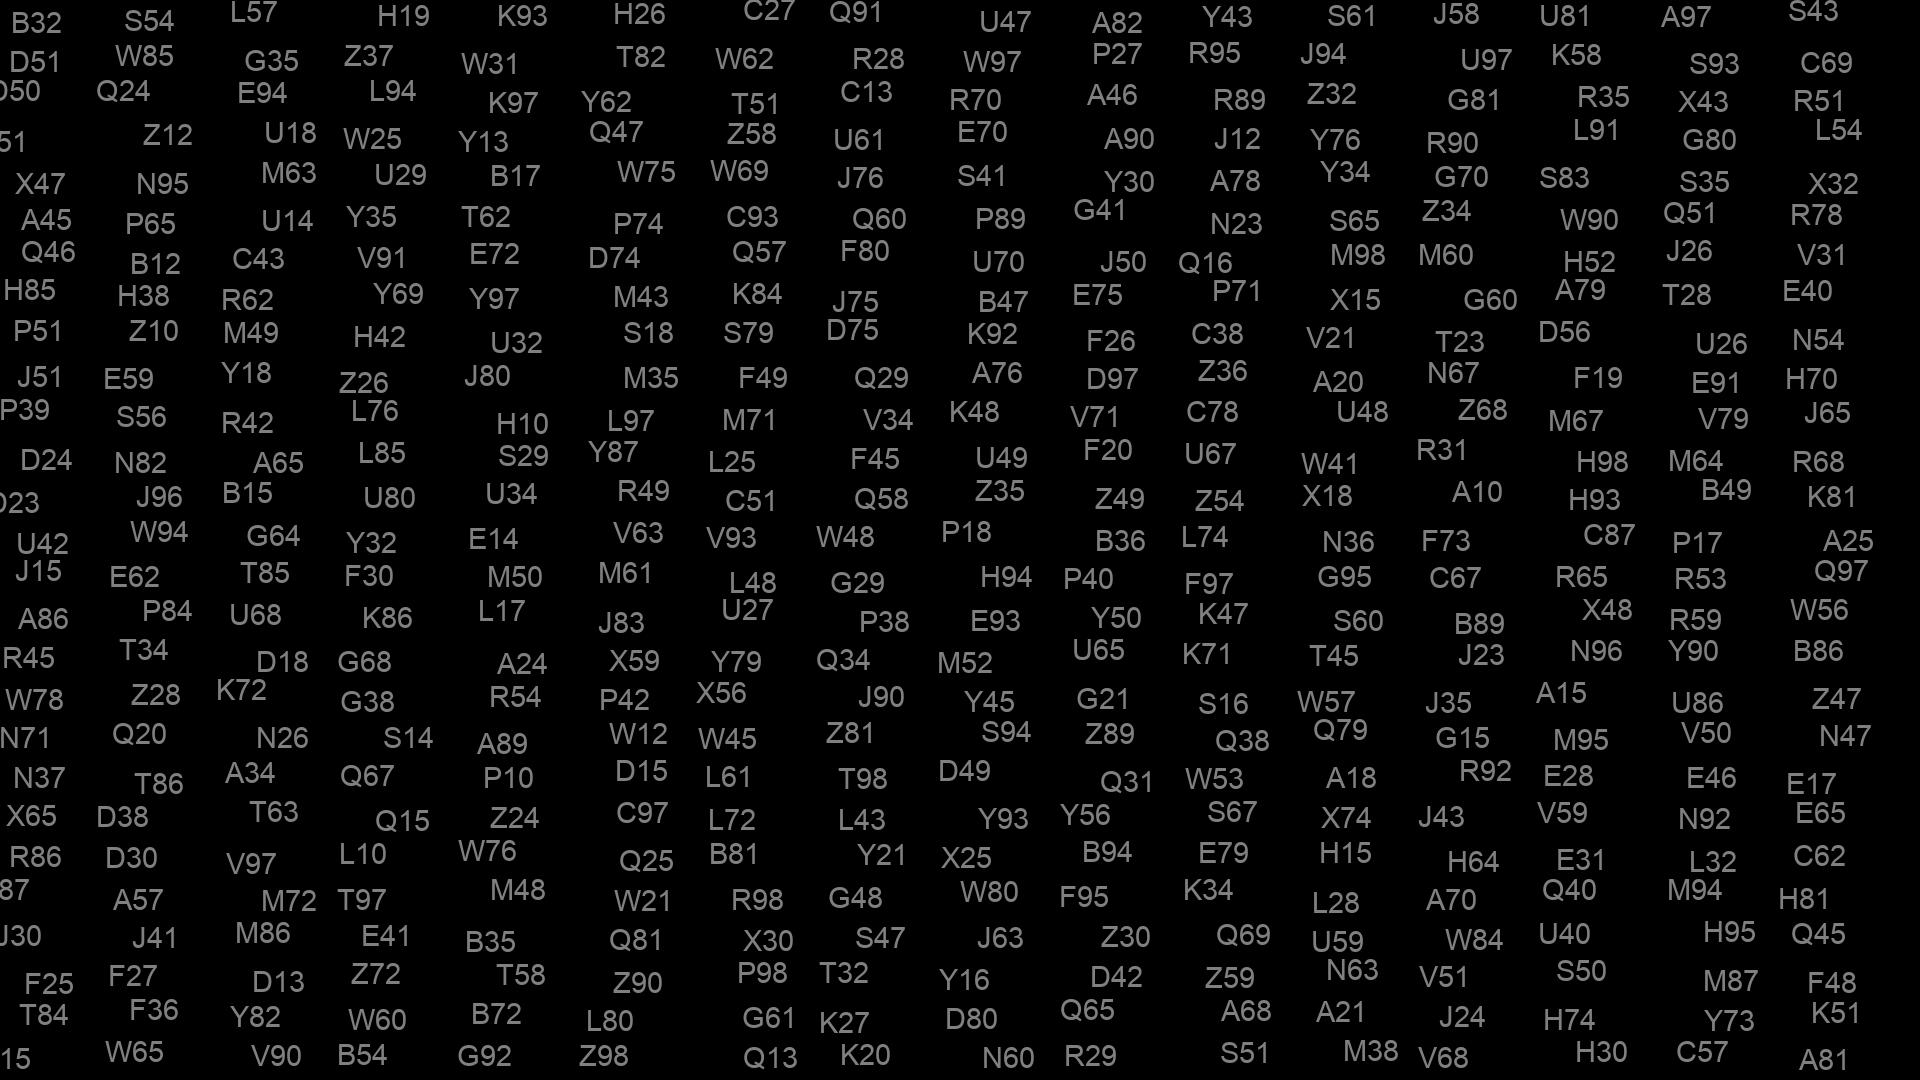 B32 S54 L57 H19 K93 H26 C27 Q91 U47 A82 Y43 S61 J58 U81 A97 S43
D51 W85 G35 Z37 W31 T82 W62 R28 W97 P27 R95 J94 U97 K58 S93 C69
D50 Q24 E94 L94 K97 Y62 T51 C13 R70 A46 R89 Z32 G81 R35 X43 R51
51 Z12 U18 W25 Y13 Q47 Z58 U61 E70 A90 J12 Y76 R90 L91 G80 L54
X47 N95 M63 U29 B17 W75 W69 J76 S41 Y30 A78 Y34 G70 S83 S35 X32
A45 P65 U14 Y35 T62 P74 C93 Q60 P89 G41 N23 S65 Z34 W90 Q51 R78
Q46 B12 C43 V91 E72 D74 Q57 F80 U70 J50 Q16 M98 M60 H52 J26 V31
H85 H38 R62 Y69 Y97 M43 K84 J75 B47 E75 P71 X15 G60 A79 T28 E40
P51 Z10 M49 H42 U32 S18 S79 D75 K92 F26 C38 V21 T23 D56 U26 N54
J51 E59 Y18 Z26 J80 M35 F49 Q29 A76 D97 Z36 A20 N67 F19 E91 H70
P39 S56 R42 L76 H10 L97 M71 V34 K48 V71 C78 U48 Z68 M67 V79 J65
D24 N82 A65 L85 S29 Y87 L25 F45 U49 F20 U67 W41 R31 H98 M64 R68
D23 J96 B15 U80 U34 R49 C51 Q58 Z35 Z49 Z54 X18 A10 H93 B49 K81
U42 W94 G64 Y32 E14 V63 V93 W48 P18 B36 L74 N36 F73 C87 P17 A25
J15 E62 T85 F30 M50 M61 L48 G29 H94 P40 F97 G95 C67 R65 R53 Q97
A86 P84 U68 K86 L17 J83 U27 P38 E93 Y50 K47 S60 B89 X48 R59 W56
R45 T34 D18 G68 A24 X59 Y79 Q34 M52 U65 K71 T45 J23 N96 Y90 B86
W78 Z28 K72 G38 R54 P42 X56 J90 Y45 G21 S16 W57 J35 A15 U86 Z47
N71 Q20 N26 S14 A89 W12 W45 Z81 S94 Z89 Q38 Q79 G15 M95 V50 N47
N37 T86 A34 Q67 P10 D15 L61 T98 D49 Q31 W53 A18 R92 E28 E46 E17
X65 D38 T63 Q15 Z24 C97 L72 L43 Y93 Y56 S67 X74 J43 V59 N92 E65
R86 D30 V97 L10 W76 Q25 B81 Y21 X25 B94 E79 H15 H64 E31 L32 C62
87 A57 M72 T97 M48 W21 R98 G48 W80 F95 K34 L28 A70 Q40 M94 H81
J30 J41 M86 E41 B35 Q81 X30 S47 J63 Z30 Q69 U59 W84 U40 H95 Q45
F25 F27 D13 Z72 T58 Z90 P98 T32 Y16 D42 Z59 N63 V51 S50 M87 F48
T84 F36 Y82 W60 B72 L80 G61 K27 D80 Q65 A68 A21 J24 H74 Y73 K51
15 W65 V90 B54 G92 Z98 Q13 K20 N60 R29 S51 M38 V68 H30 C57 A81